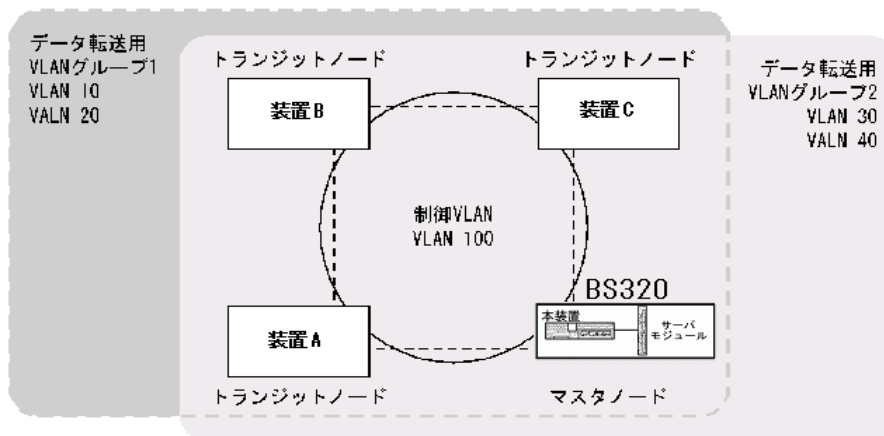 データ転送用
VLANグループ1
VLAN 10
VALN 20
トランジットノード
トランジットノード
データ転送用
VLANグループ2
VLAN 30
VALN 40
装置B
装置C
制御VLAN
VLAN 100
BS320
本装置
サーバ
モジュール
装置A
トランジットノード
マスタノード